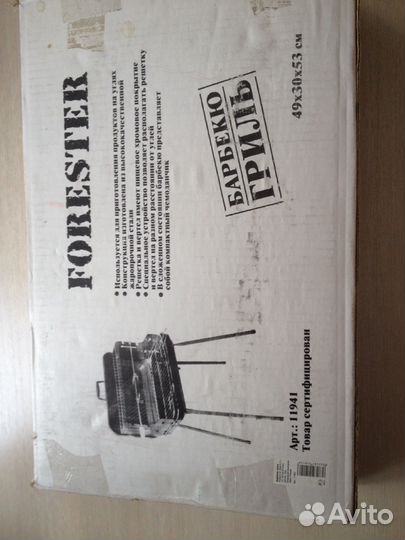 FORESTER
• Используется для приготовления продуктов на углях
• Конструкция изготовлена из высококачественной
жаропрочной стали
• Решетка и вертел имеют пищевое хромовое покрытие
• Специальное устройство позволяет располагать решетку
и вертел на разном расстоянии от углей
• В сложенном состоянии барбекю представляет
собой компактный чемоданчик
БАРБЕКЮ
ГРИЛЬ
49х30х53 см
Арт.: 11941
Товар сертифицирован
Avito